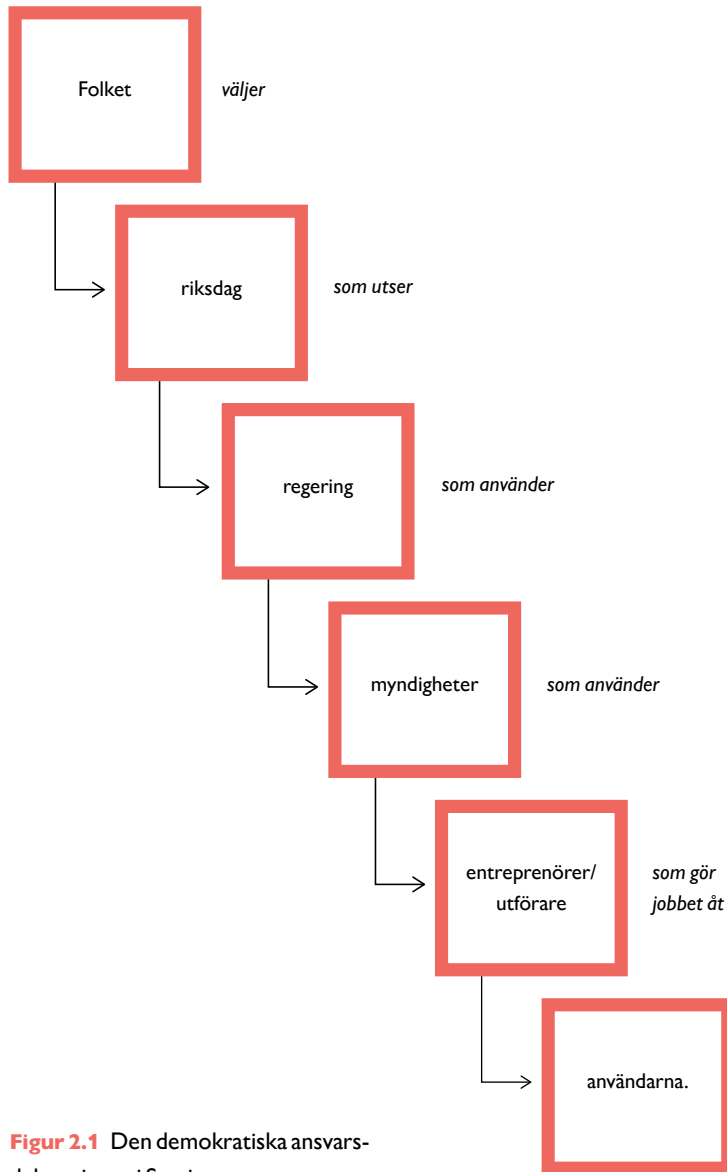 Folket
väljer
riksdag
som utser
regering
som använder
myndigheter
som använder
entreprenörer/
utförare
som gör
jobbet åt
användarna.
Figur 2.1 Den demokratiska ansvars-